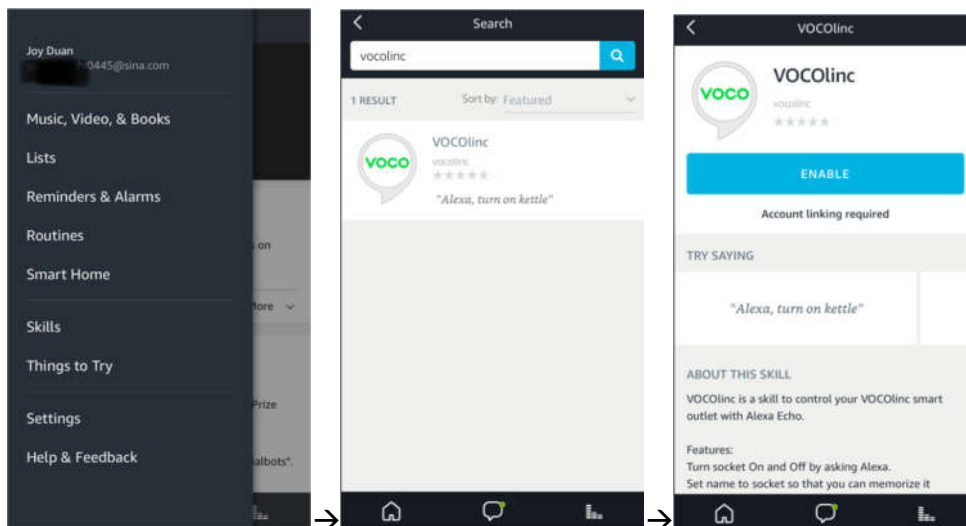 Joy Duan
0445@sina.com
Music, Video, & Books
Lists
Reminders & Alarms
Routines
Smart Home
Skills
Things to Try
Settings
Help & Feedback
on
More
Prize
ialbots".
→
Search
vocolinc
1 RESULT
Sort by: Featured
VOCO
VOCOlinc
vocolinc
"Alexa, turn on kettle"
→
VOCOlinc
VOCO
VOCOlinc
vocolinc
ENABLE
Account linking required
TRY SAYING
"Alexa, turn on kettle"
ABOUT THIS SKILL
VOCOlinc is a skill to control your VOCOlinc smart
outlet with Alexa Echo.
Features:
Turn socket On and Off by asking Alexa.
Set name to socket so that you can memorize it